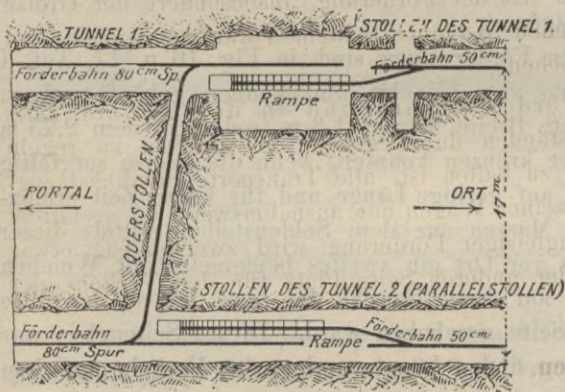 TUNNEL 1
STOLLEN DES TUNNEL 1.
Förderbahn 80cm Sp.
Förderbahn 50cm
Rampe
QUERSTOLLEN
PORTAL
ORT
17 m.
STOLLEN DES TUNNEL 2 (PARALLELSTOLLEN)
Förderbahn
80cm Spur
Rampe
Förderbahn 50cm